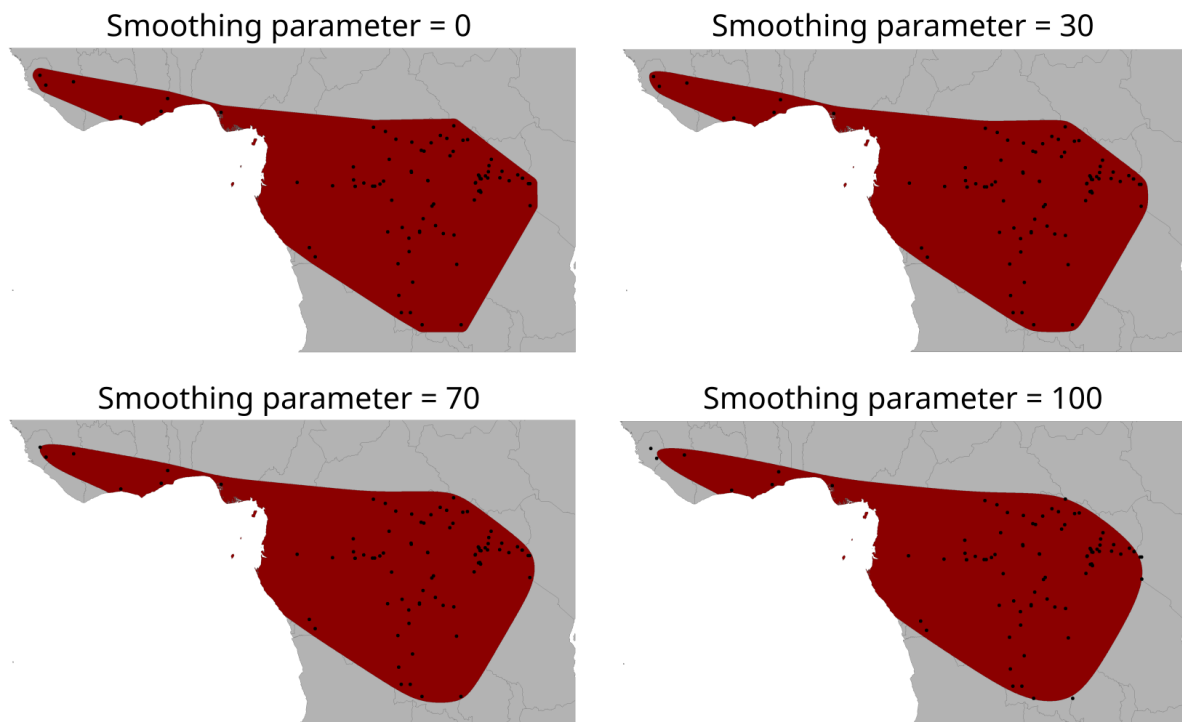 Smoothing parameter = 0
Smoothing parameter = 30
Smoothing parameter = 70
Smoothing parameter = 100